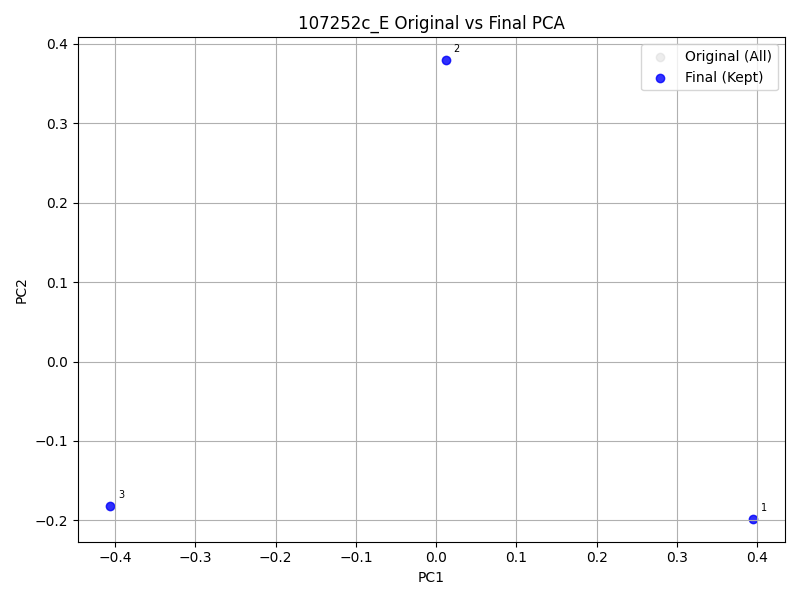 107252c_E Original vs Final PCA
Original (All)
Final (Kept)
2
3
1
0.4
0.3
0.2
0.1
0.0
−0.1
−0.2
PC2
−0.4 −0.3 −0.2 −0.1 0.0 0.1 0.2 0.3 0.4
PC1